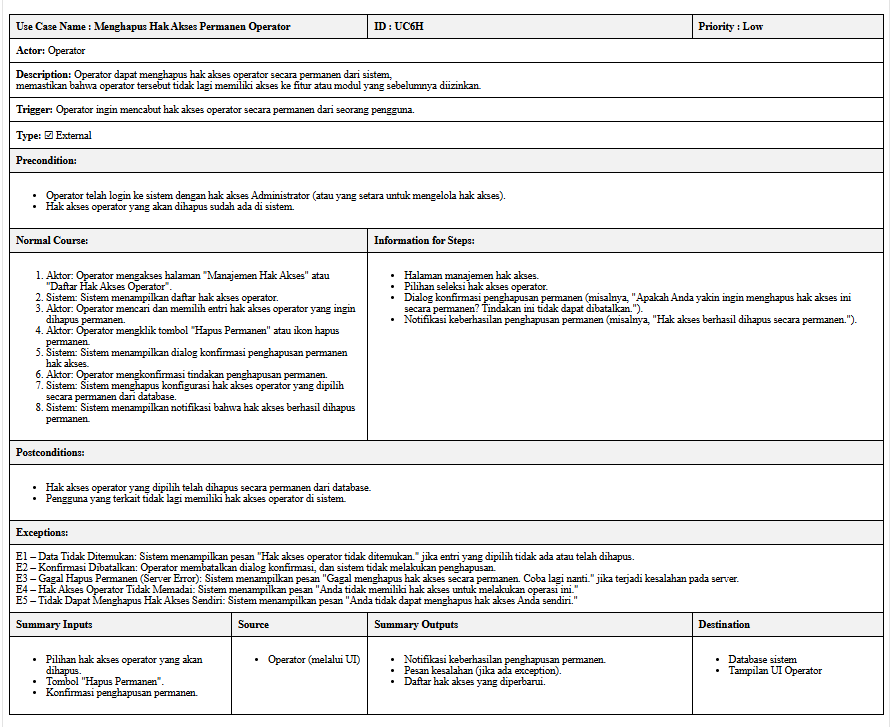 Use Case Name : Menghapus Hak Akses Permanen Operator
ID : UC6H
Priority : Low
Actor: Operator
Description: Operator dapat menghapus hak akses operator secara permanen dari sistem,
memastikan bahwa operator tersebut tidak lagi memiliki akses ke fitur atau modul yang sebelumnya diizinkan.
Trigger: Operator ingin mencabut hak akses operator secara permanen dari seorang pengguna.
Type: ☑ External
Precondition:
• Operator telah login ke sistem dengan hak akses Administrator (atau yang setara untuk mengelola hak akses).
• Hak akses operator yang akan dihapus sudah ada di sistem.
Normal Course:
1. Aktor: Operator mengakses halaman "Manajemen Hak Akses" atau
"Daftar Hak Akses Operator".
2. Sistem: Sistem menampilkan daftar hak akses operator.
3. Aktor: Operator mencari dan memilih entri hak akses operator yang ingin
dihapus permanen.
4. Aktor: Operator mengklik tombol "Hapus Permanen" atau ikon hapus
permanen.
5. Sistem: Sistem menampilkan dialog konfirmasi penghapusan permanen
hak akses.
6. Aktor: Operator mengkonfirmasi tindakan penghapusan permanen.
7. Sistem: Sistem menghapus konfigurasi hak akses operator yang dipilih
secara permanen dari database.
8. Sistem: Sistem menampilkan notifikasi bahwa hak akses berhasil dihapus
permanen.
Information for Steps:
• Halaman manajemen hak akses.
• Pilihan seleksi hak akses operator.
• Dialog konfirmasi penghapusan permanen (misalnya, "Apakah Anda yakin ingin menghapus hak akses ini
secara permanen? Tindakan ini tidak dapat dibatalkan.").
• Notifikasi keberhasilan penghapusan permanen (misalnya, "Hak akses berhasil dihapus secara permanen.").
Postconditions:
• Hak akses operator yang dipilih telah dihapus secara permanen dari database.
• Pengguna yang terkait tidak lagi memiliki hak akses operator di sistem.
Exceptions:
E1 – Data Tidak Ditemukan: Sistem menampilkan pesan "Hak akses operator tidak ditemukan." jika entri yang dipilih tidak ada atau telah dihapus.
E2 – Konfirmasi Dibatalkan: Operator membatalkan dialog konfirmasi, dan sistem tidak melakukan penghapusan.
E3 – Gagal Hapus Permanen (Server Error): Sistem menampilkan pesan "Gagal menghapus hak akses secara permanen. Coba lagi nanti." jika terjadi kesalahan pada server.
E4 – Hak Akses Operator Tidak Memadai: Sistem menampilkan pesan "Anda tidak memiliki hak akses untuk melakukan operasi ini."
E5 – Tidak Dapat Menghapus Hak Akses Sendiri: Sistem menampilkan pesan "Anda tidak dapat menghapus hak akses Anda sendiri."
Summary Inputs
• Pilihan hak akses operator yang akan
dihapus.
• Tombol "Hapus Permanen".
• Konfirmasi penghapusan permanen.
Source
• Operator (melalui UI)
Summary Outputs
• Notifikasi keberhasilan penghapusan permanen.
• Pesan kesalahan (jika ada exception).
• Daftar hak akses yang diperbarui.
Destination
• Database sistem
• Tampilan UI Operator